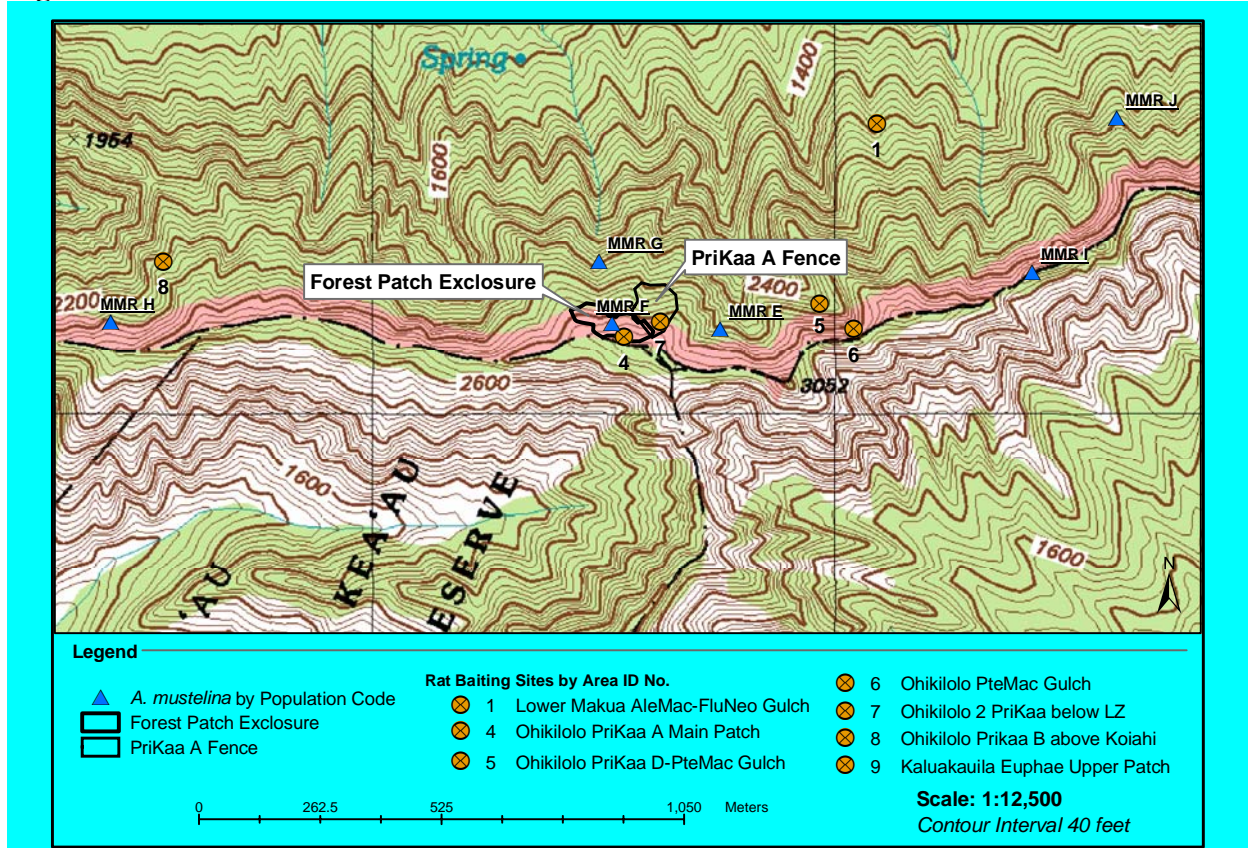 Spring
1400
MMR J
1954
1600
1
MMR G
PriKaa A Fence
Forest Patch Exclosure
MMR I
8
2200
MMR H
MMR F
2400
MMR E
5
6
7
4
2600
3052
1600
KEA'AU
'AU
ESERVE
1600
N
Legend
A. mustelina by Population Code
Forest Patch Exclosure
PriKaa A Fence
Rat Baiting Sites by Area ID No.
1 Lower Makua AleMac-FluNeo Gulch
4 Ohikilolo PriKaa A Main Patch
5 Ohikilolo PriKaa D-PteMac Gulch
6 Ohikilolo PteMac Gulch
7 Ohikilolo 2 PriKaa below LZ
8 Ohikilolo Prikaa B above Koiahi
9 Kaluakauila Euphae Upper Patch
0 262.5 525 1,050 Meters
Scale: 1:12,500
Contour Interval 40 feet